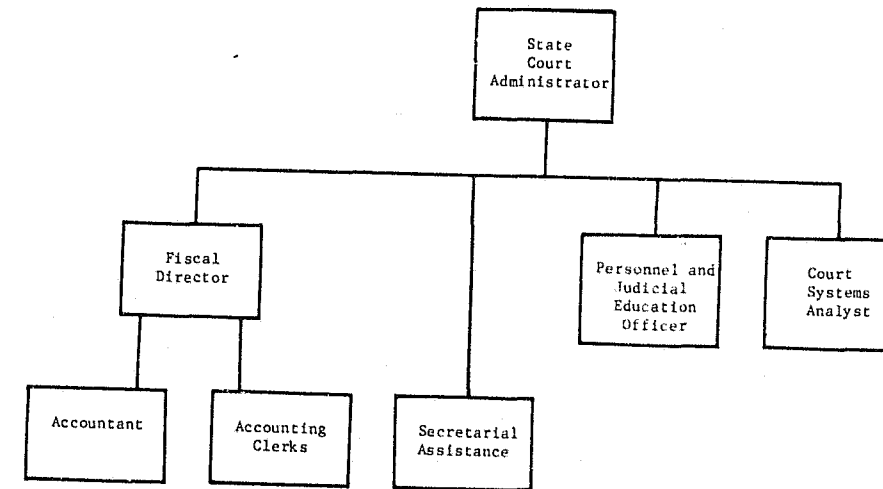 State
Court
Administrator
Fiscal
Director
Personnel and
Judicial
Education
Officer
Court
Systems
Analyst
Accountant
Accounting
Clerks
Secretarial
Assistance